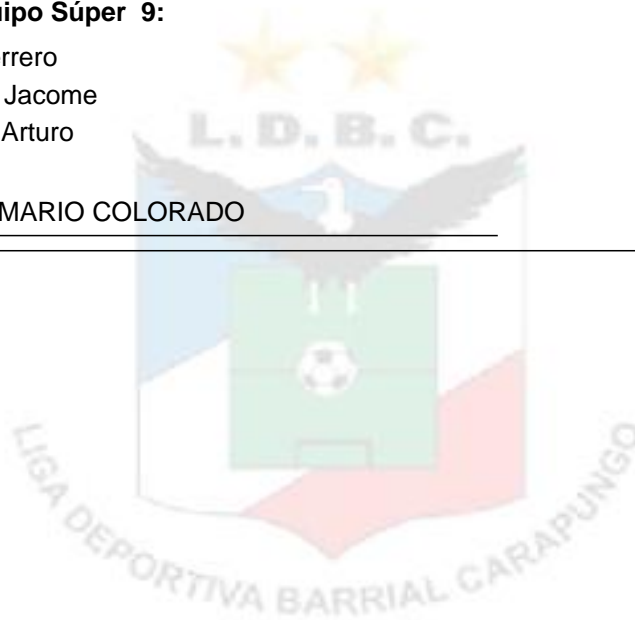 uipo Súper 9:
rrero
Jacome
Arturo
L. D. B. C.
MARIO COLORADO
LIGA DEPORTIVA BARRIAL CARAPUNGO